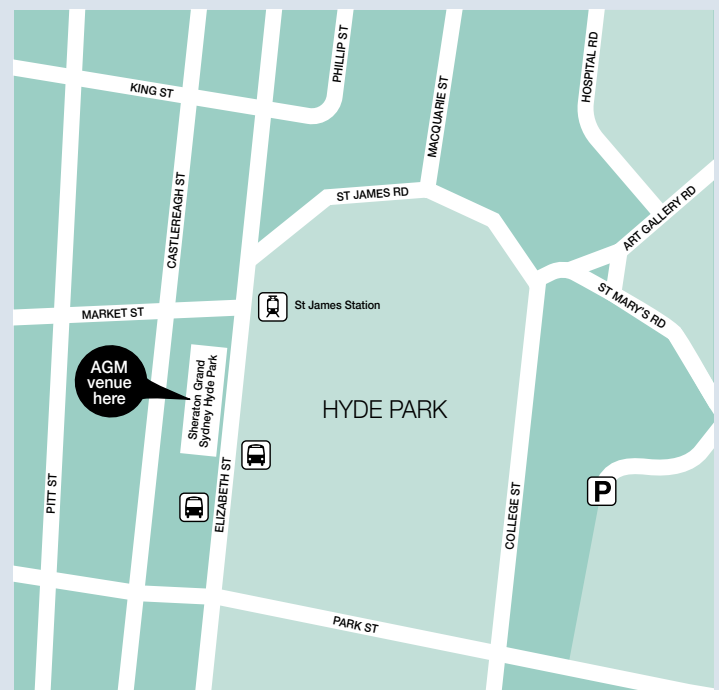 PHILLIP ST
HOSPITAL RD
KING ST
MACQUARIE ST
ST JAMES RD
CASTLEREAGH ST
ART GALLERY RD
St James Station
MARKET ST
ST MARY'S RD
AGM
venue
here
Sheraton Grand
Sydney Hyde Park
HYDE PARK
PITT ST
ELIZABETH ST
COLLEGE ST
P
PARK ST